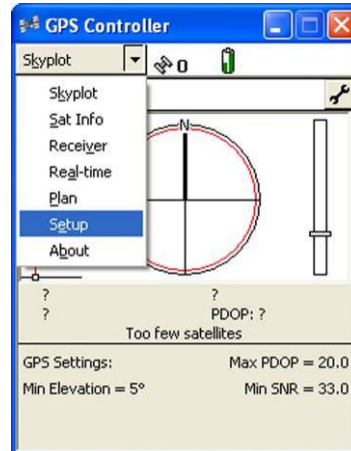 GPS Controller
Skyplot
0
Skyplot
Sat Info
Receiver
Real-time
Plan
Setup
About
N
? ?
? PDOP: ?
Too few satellites
GPS Settings: Max PDOP = 20.0
Min Elevation = 5° Min SNR = 33.0